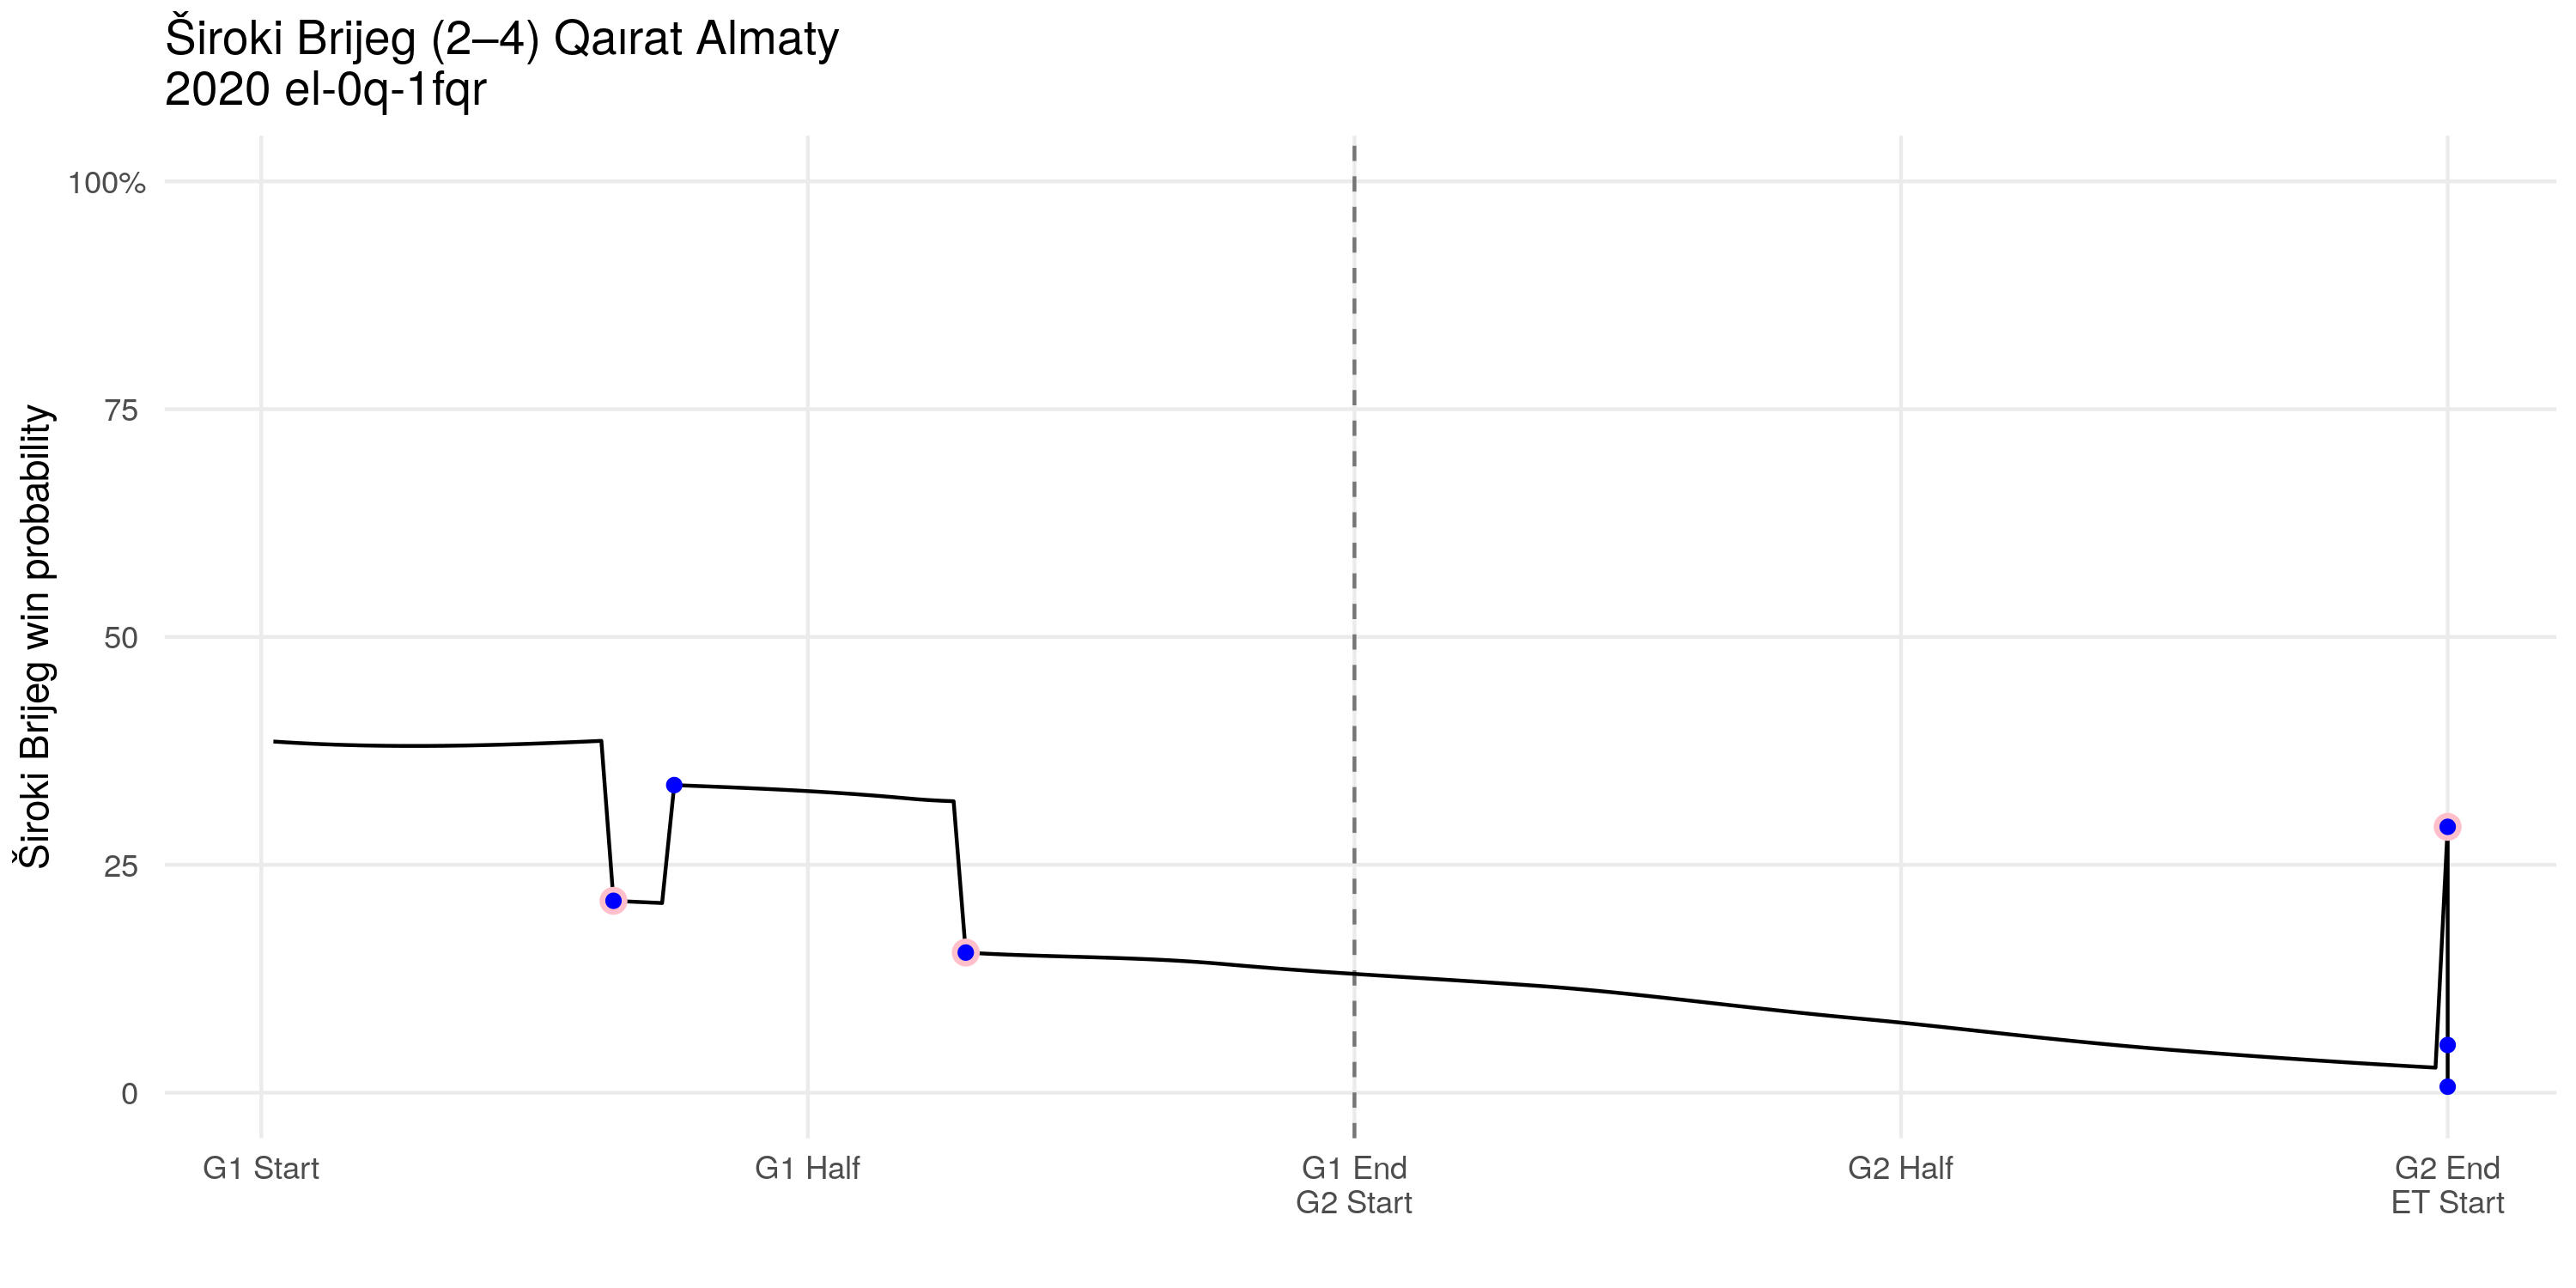 Široki Brijeg (2–4) Qaırat Almaty
2020 el-0q-1fqr
Široki Brijeg win probability
100%
75
50
25
0
G1 Start
G1 Half
G1 End
G2 Start
G2 Half
G2 End
ET Start